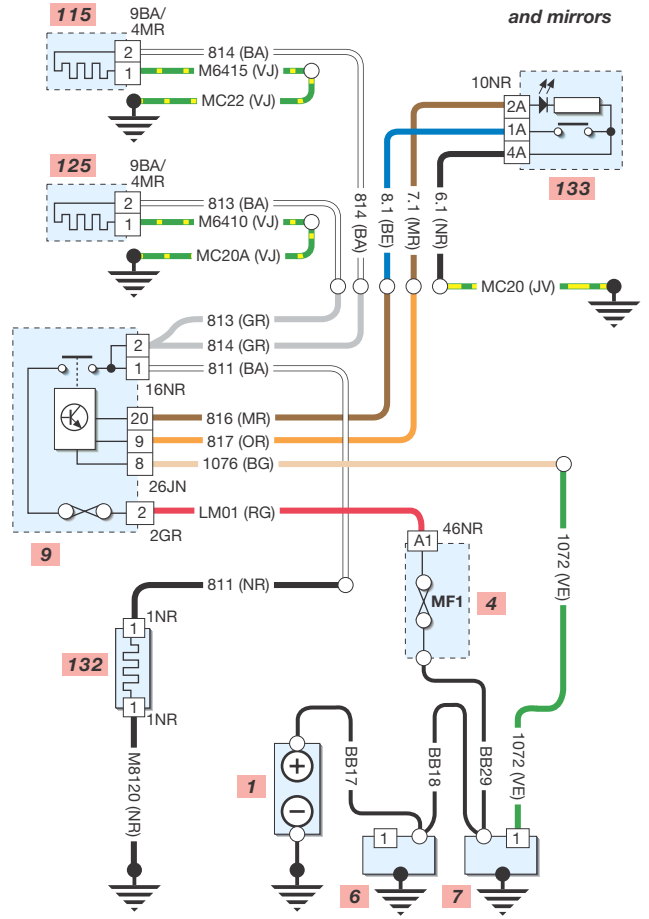 115
9BA/
4MR
and mirrors
2
814 (BA)
1
M6415 (VJ)
MC22 (VJ)
10NR
2A
1A
4A
133
125
9BA/
4MR
2
813 (BA)
1
M6410 (VJ)
MC20A (VJ)
814 (BA)
8.1 (BE)
7.1 (MR)
6.1 (NR)
MC20 (JV)
813 (GR)
2
814 (GR)
1
811 (BA)
16NR
20
816 (MR)
9
817 (OR)
8
1076 (BG)
26JN
2
LM01 (RG)
2GR
9
46NR
A1
MF1
4
1072 (VE)
811 (NR)
1NR
1
132
1
1NR
M8120 (NR)
1
+
−
BB17
BB18
BB29
1072 (VE)
1
1
6
7